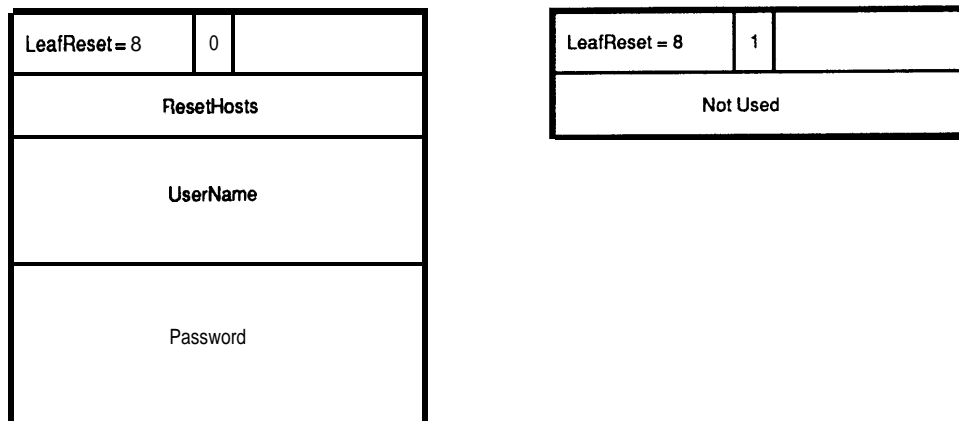 LeafReset = 8 0
ResetHosts
UserName
Password
LeafReset = 8 1
Not Used